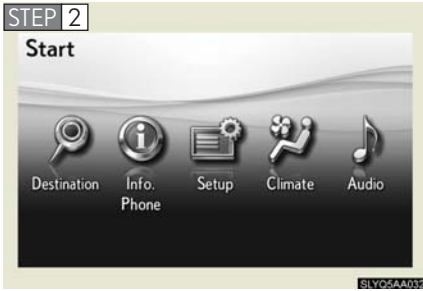 STEP 2
Start
Destination Info. Phone Setup Climate Audio
SLYQ5AA032